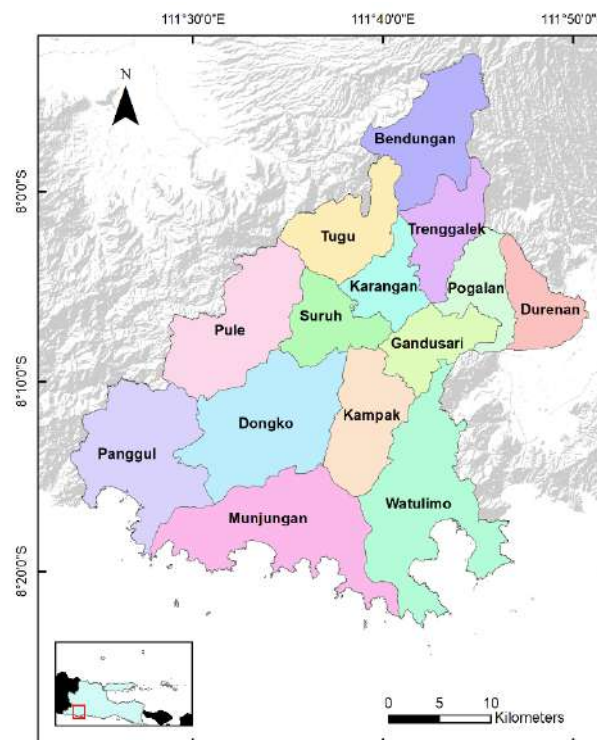 111°30'0"E 111°40'0"E 111°50'0"E
N
Bendungan
8°0'0"S
Tugu
Trenggalek
Karangan
Pogalan
Durenan
Suruh
Pule
Gandusari
8°10'0"S
Kampak
Dongko
Panggul
Watulimo
Munjungan
8°20'0"S
0 5 10
Kilometers